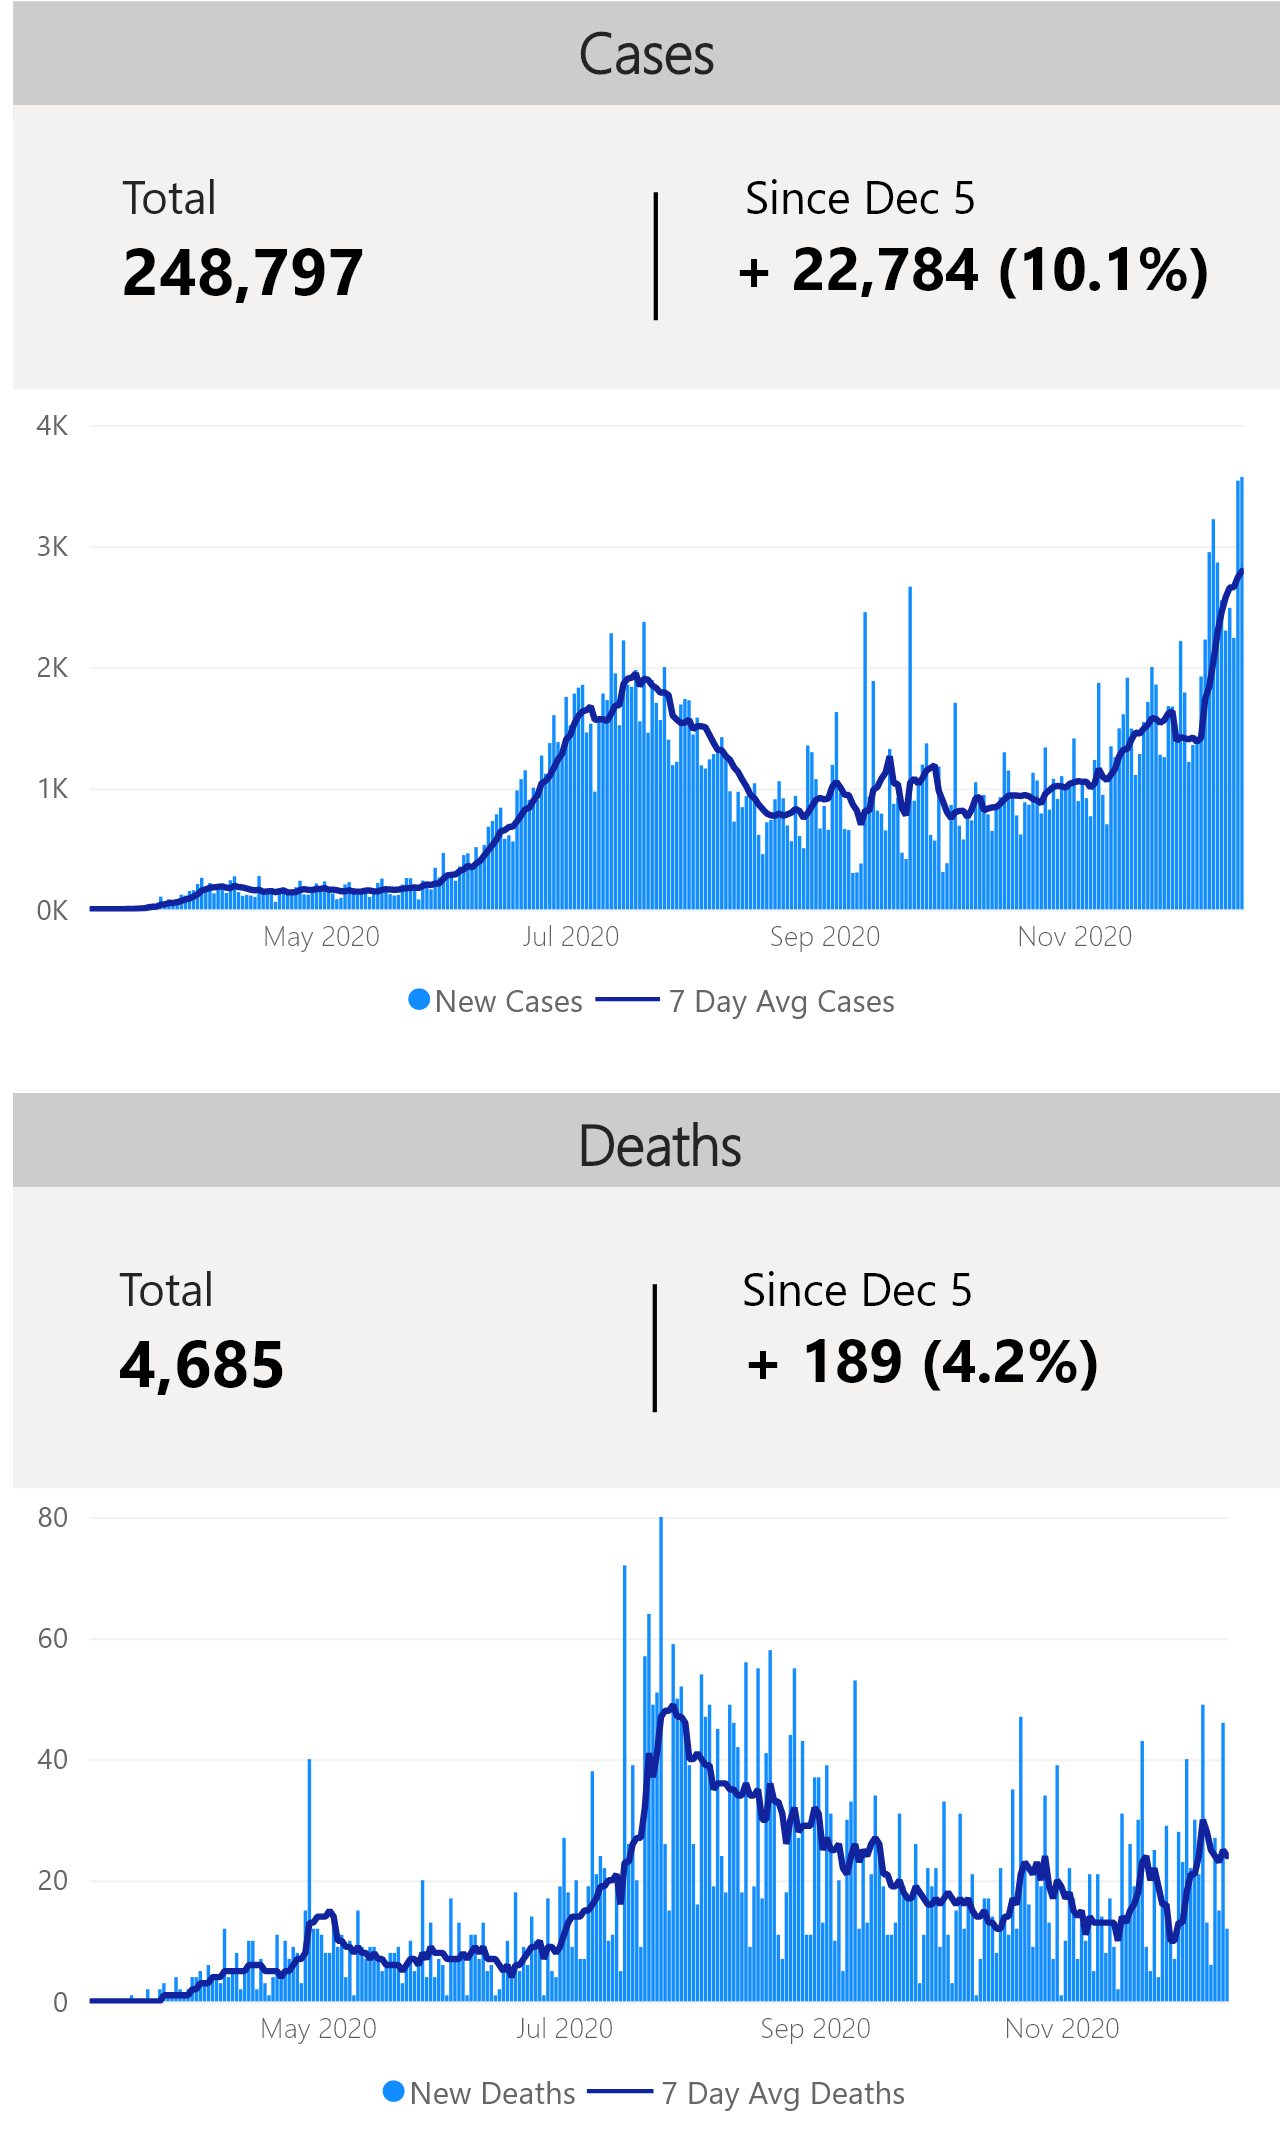 Cases
Total
248,797
Since Dec 5
+ 22,784 (10.1%)
4K
3K
2K
1K
0K
May 2020 Jul 2020 Sep 2020 Nov 2020
New Cases 7 Day Avg Cases
Deaths
Total
4,685
Since Dec 5
+ 189 (4.2%)
80
60
40
20
0
May 2020 Jul 2020 Sep 2020 Nov 2020
New Deaths 7 Day Avg Deaths